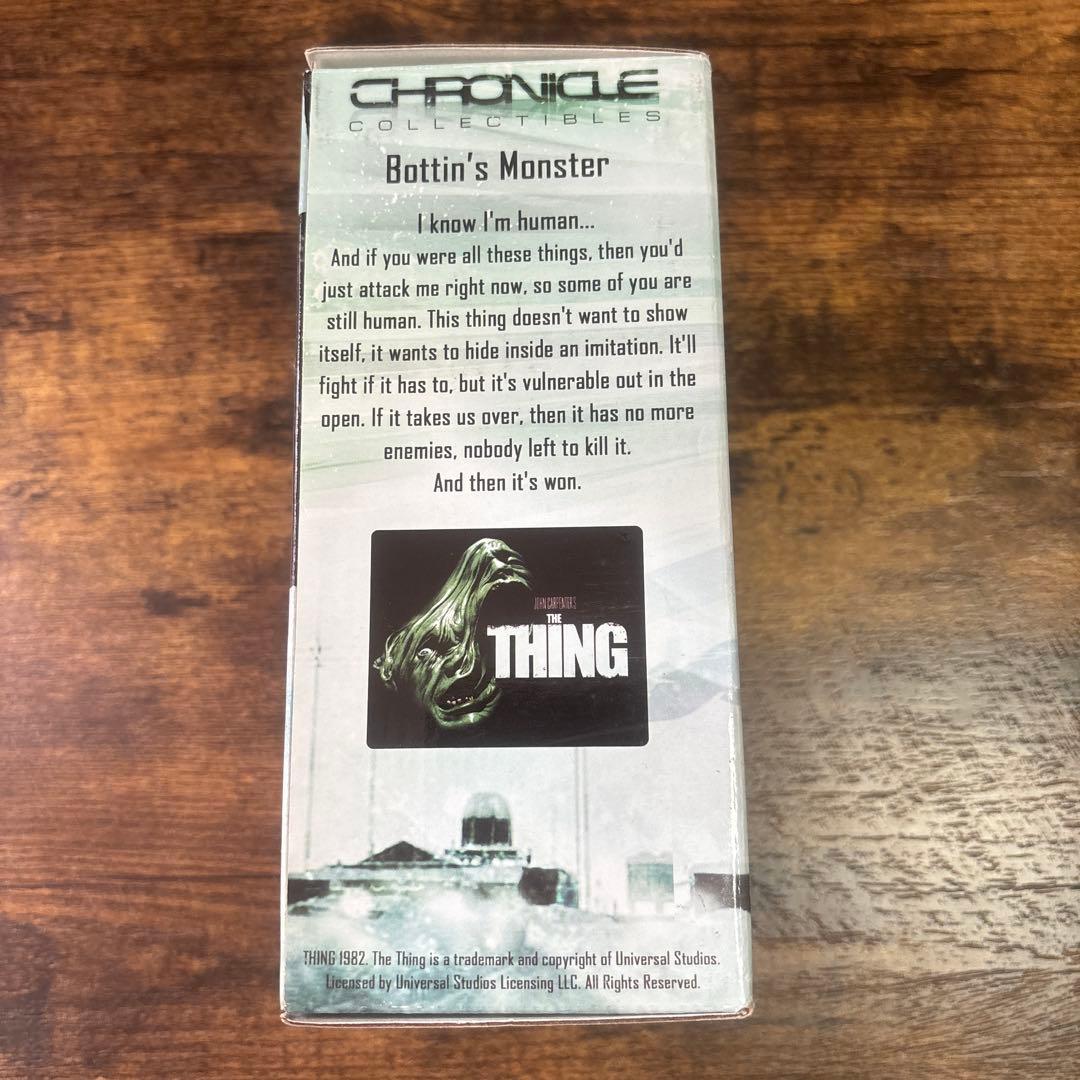 CHRONICLE
COLLECTIBLES
Bottin's Monster
I know I'm human...
And if you were all these things, then you'd
just attack me right now, so some of you are
still human. This thing doesn't want to show
itself, it wants to hide inside an imitation. It'll
fight if it has to, but it's vulnerable out in the
open. If it takes us over, then it has no more
enemies, nobody left to kill it.
And then it's won.
JOHN CARPENTER'S
THE
THING
THING 1982. The Thing is a trademark and copyright of Universal Studios.
Licensed by Universal Studios Licensing LLC. All Rights Reserved.